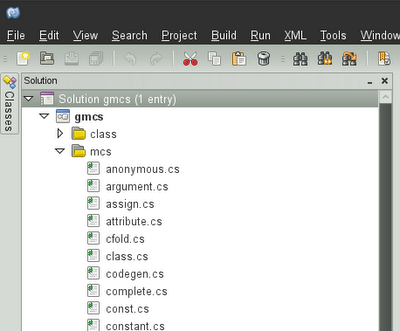 File Edit View Search Project Build Run XML Tools Window
Classes
Solution
Solution gmcs (1 entry)
gmcs
class
mcs
anonymous.cs
argument.cs
assign.cs
attribute.cs
cfold.cs
class.cs
codegen.cs
complete.cs
const.cs
constant.cs